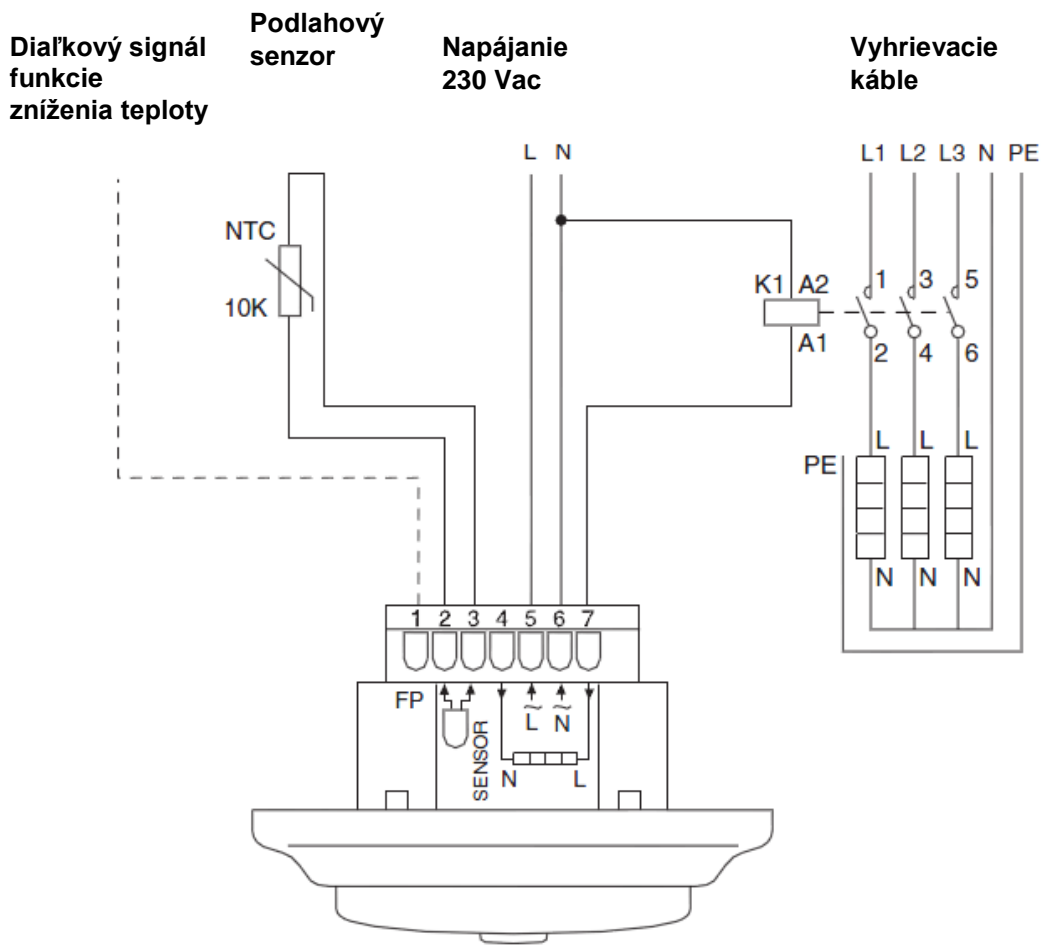 Diaľkový signál
funkcie
zníženia teploty
Podlahový
senzor
Napájanie
230 Vac
Vyhrievacie
káble
L N
L1 L2 L3 N PE
NTC
10K
K1 A2
A1
1 3 5
2 4 6
PE
L L L
N N N
1 2 3 4 5 6 7
FP
SENSOR
L N
N L